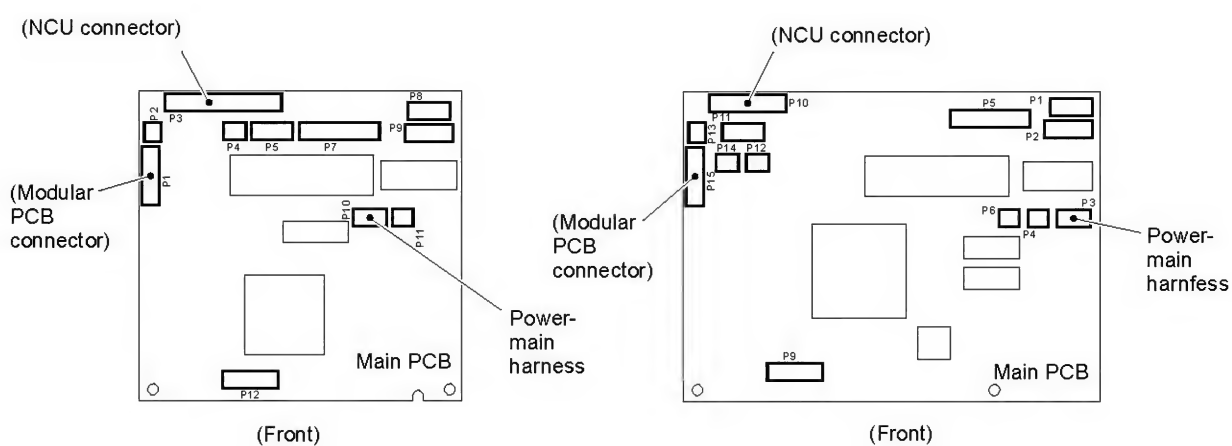 (NCU connector)
P8
P2
P3
P9
P4
P5
P7
P1
(Modular
PCB
connector)
P10
P11
Power-
main
harness
Main PCB
P12
(Front)
(NCU connector)
P10
P5
P1
P11
P13
P2
P14
P12
P15
(Modular
PCB
connector)
P6
P3
P4
Power-
main
harnfess
P9
Main PCB
(Front)